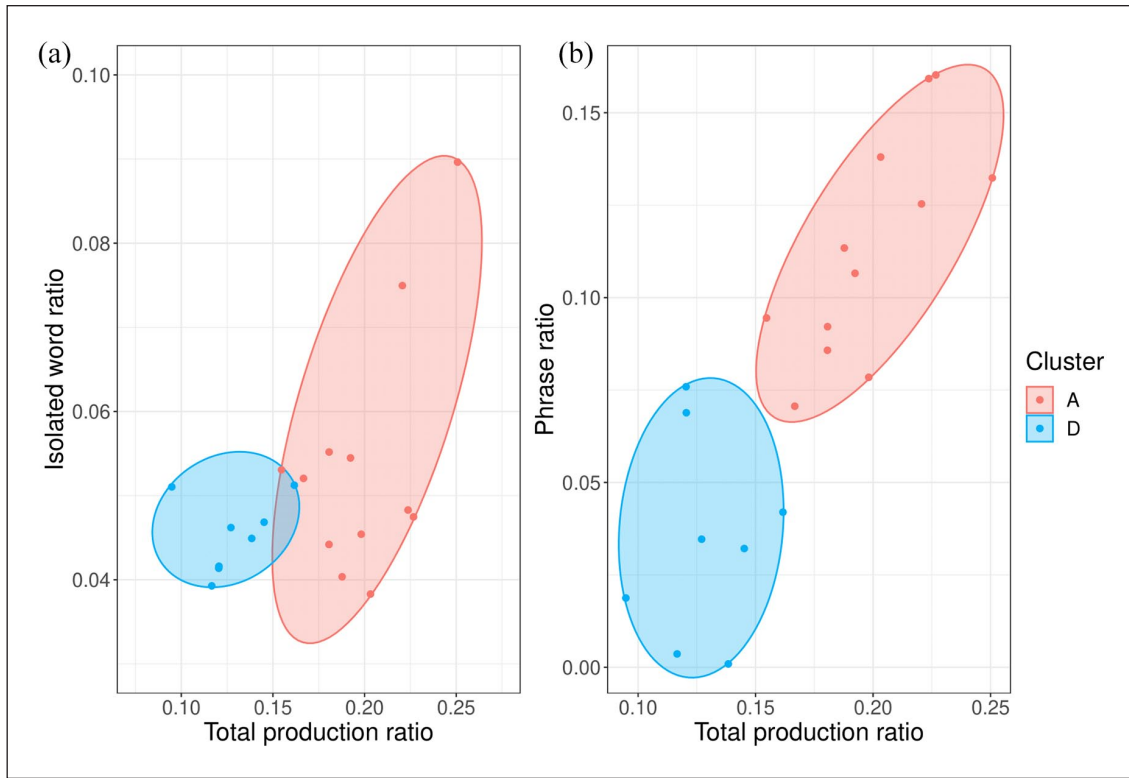 (a)
0.10
0.08
0.06
0.04
Isolated word ratio
0.10 0.15 0.20 0.25
Total production ratio
(b)
0.15
0.10
0.05
0.00
Phrase ratio
0.10 0.15 0.20 0.25
Total production ratio
Cluster
A
D